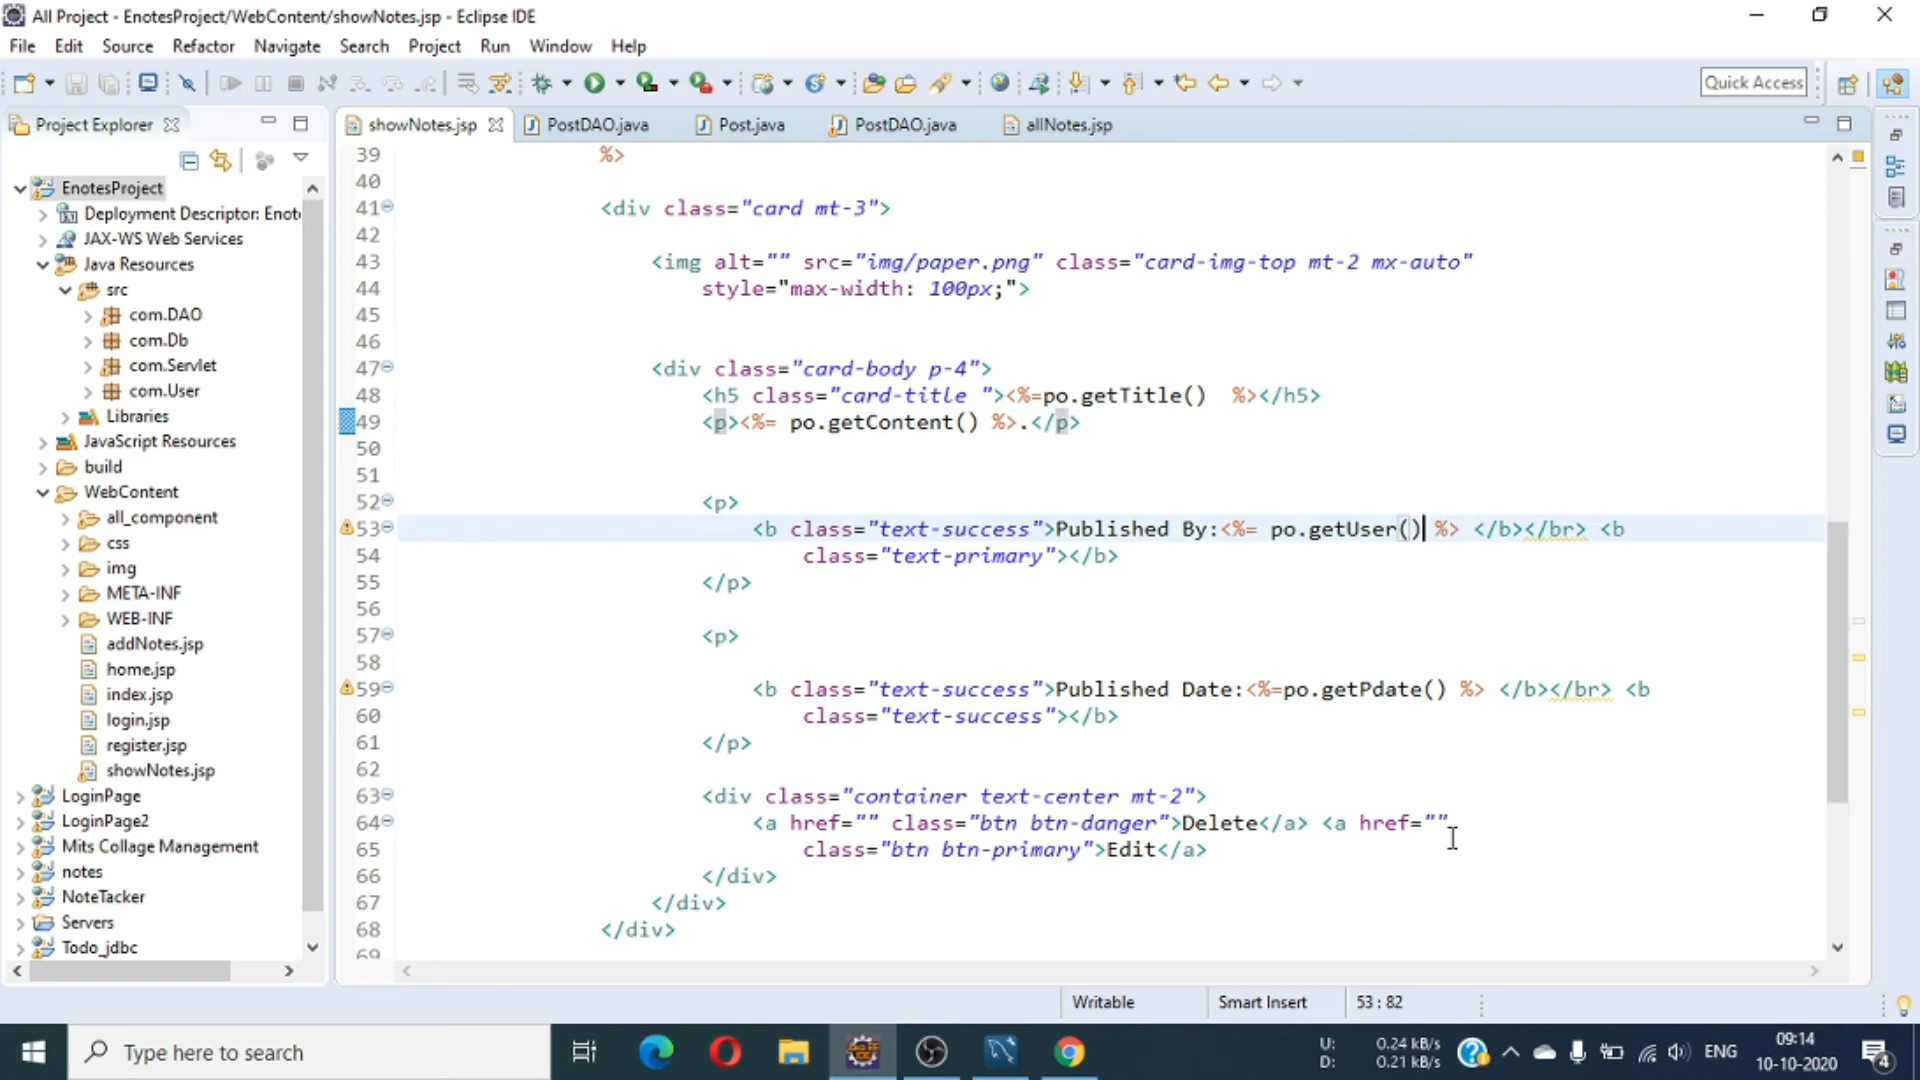 All Project - EnotesProject/WebContent/showNotes.jsp - Eclipse IDE
File Edit Source Refactor Navigate Search Project Run Window Help
Quick Access
Project Explorer
showNotes.jsp PostDAO.java Post.java PostDAO.java allNotes.jsp
EnotesProject
Deployment Descriptor: Enot
JAX-WS Web Services
Java Resources
src
com.DAO
com.Db
com.Servlet
com.User
Libraries
JavaScript Resources
build
WebContent
all_component
css
img
META-INF
WEB-INF
addNotes.jsp
home.jsp
index.jsp
login.jsp
register.jsp
showNotes.jsp
LoginPage
LoginPage2
Mits Collage Management
notes
NoteTacker
Servers
Todo_jdbc
39 %>
40
41 <div class="card mt-3">
42
43 <img alt="" src="img/paper.png" class="card-img-top mt-2 mx-auto"
44 style="max-width: 100px;">
45
46
47 <div class="card-body p-4">
48 <h5 class="card-title "><%=po.getTitle()  %></h5>
49 <p><%= po.getContent() %>.</p>
50
51
52 <p>
53 <b class="text-success">Published By:<%= po.getUser() %> </b></br> <b
54 class="text-primary"></b>
55 </p>
56
57 <p>
58
59 <b class="text-success">Published Date:<%=po.getPdate() %> </b></br> <b
60 class="text-success"></b>
61 </p>
62
63 <div class="container text-center mt-2">
64 <a href="" class="btn btn-danger">Delete</a> <a href=""
65 class="btn btn-primary">Edit</a>
66 </div>
67 </div>
68 </div>
69
Writable Smart Insert 53 : 82
Type here to search
U: 0.24 kB/s
D: 0.21 kB/s
ENG
09:14
10-10-2020
4